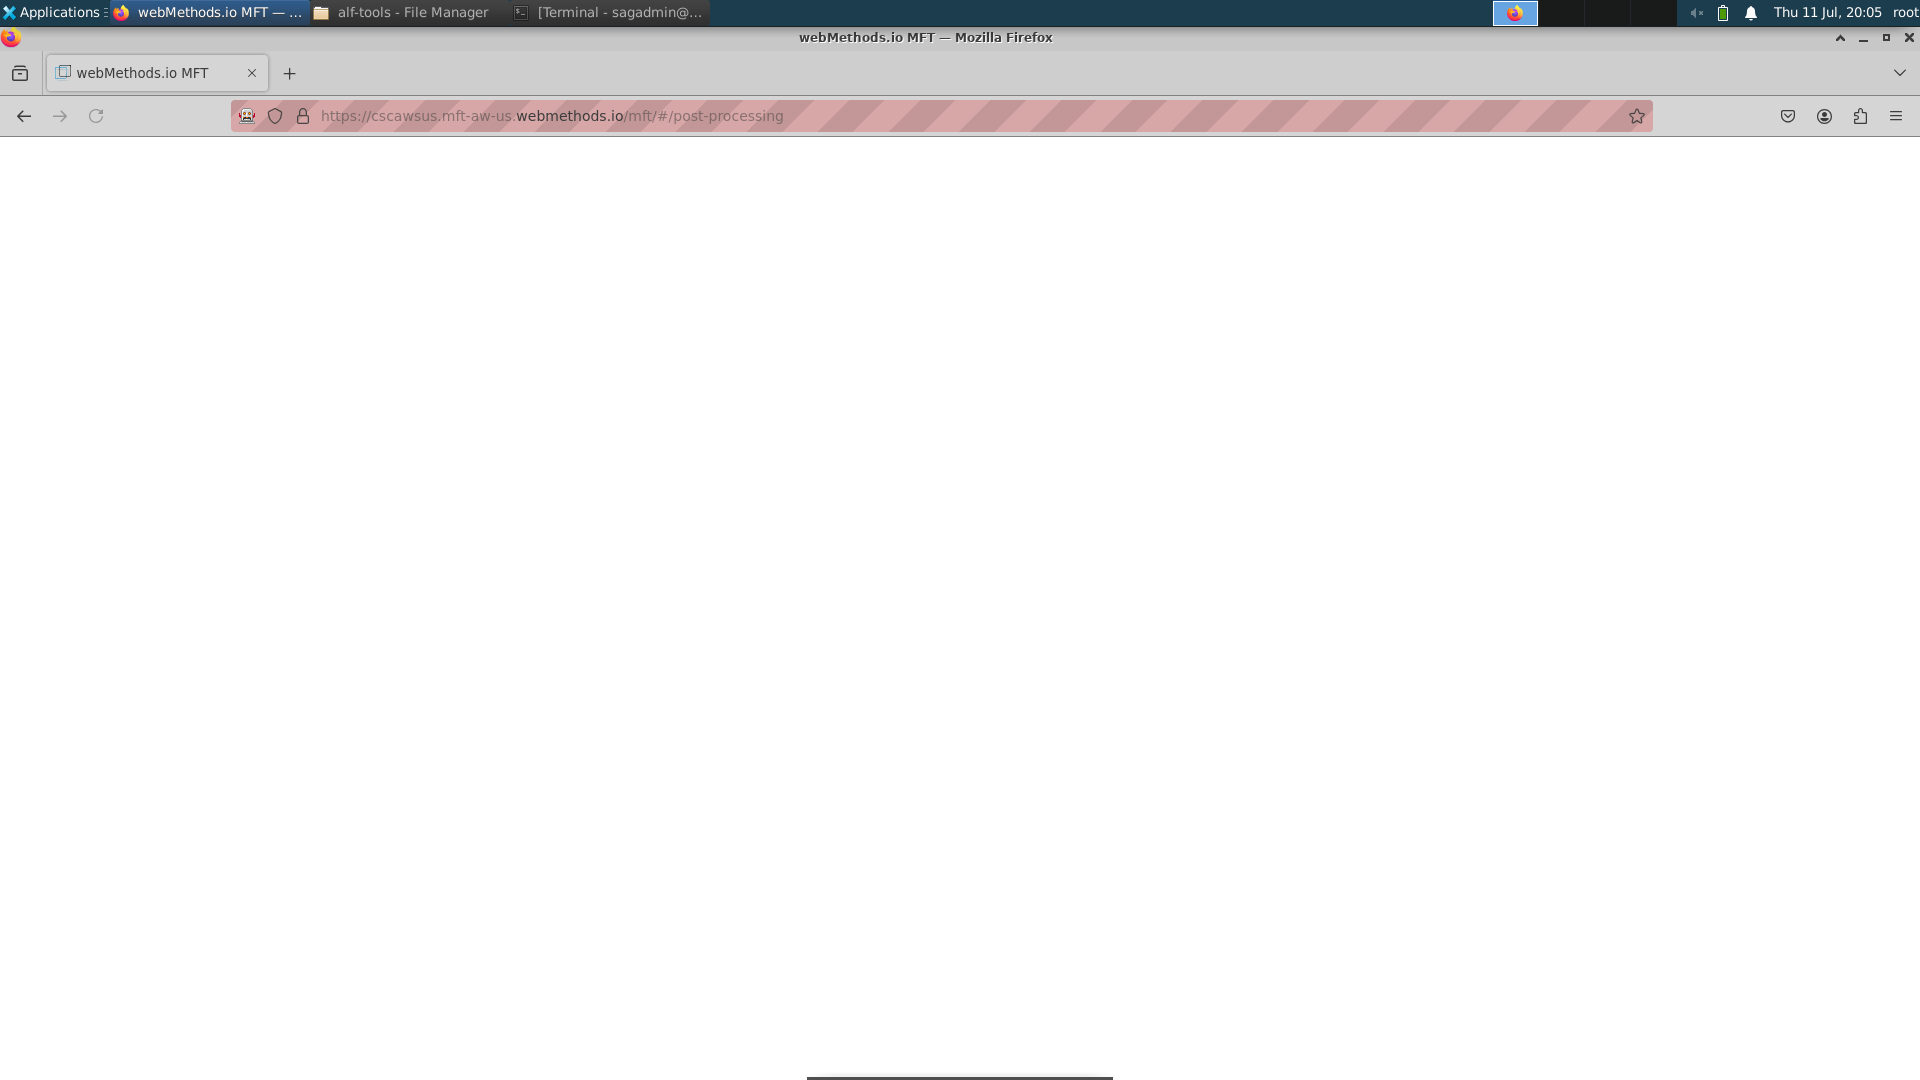 Applications
webMethods.io MFT — ...
alf-tools - File Manager
[Terminal - sagadmin@...
Thu 11 Jul, 20:05
root
webMethods.io MFT — Mozilla Firefox
webMethods.io MFT
https://cscawsus.mft-aw-us.webmethods.io/mft/#/post-processing